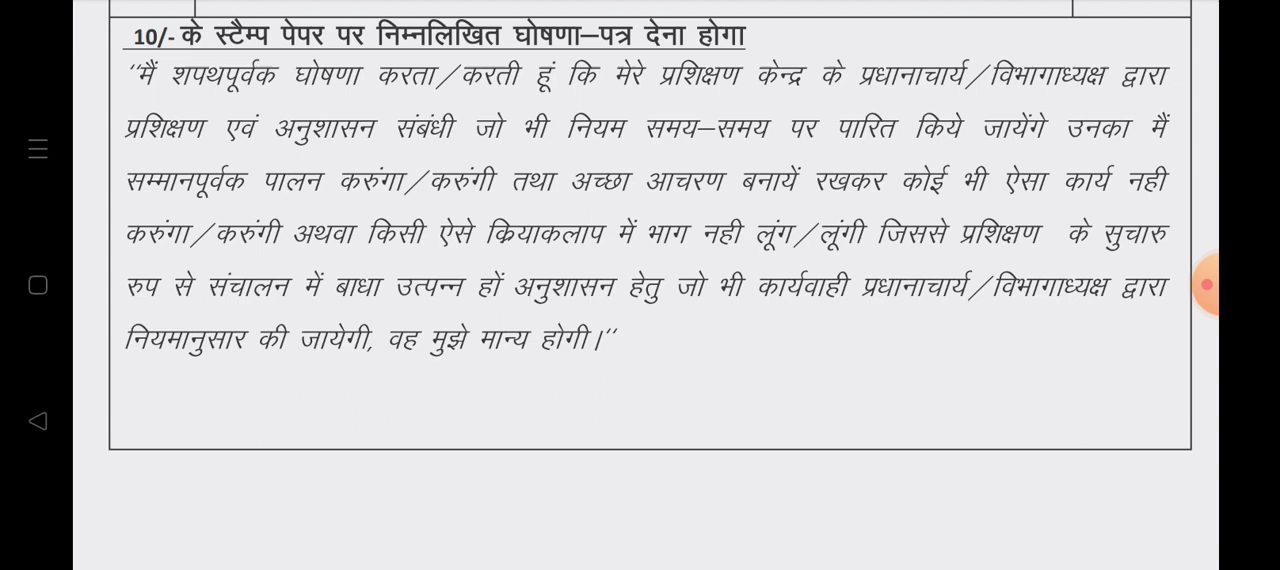 10/- के स्टैम्प पेपर पर निम्नलिखित घोषणा–पत्र देना होगा
‘‘मैं शपथपूर्वक घोषणा करता/करती हूं कि मेरे प्रशिक्षण केन्द्र के प्रधानाचार्य/विभागाध्यक्ष द्वारा
प्रशिक्षण एवं अनुशासन संबंधी जो भी नियम समय–समय पर पारित किये जायेंगे उनका मैं
सम्मानपूर्वक पालन करुंगा/करुंगी तथा अच्छा आचरण बनायें रखकर कोई भी ऐसा कार्य नही
करुंगा/करुंगी अथवा किसी ऐसे क्रियाकलाप में भाग नही लूंग/लूंगी जिससे प्रशिक्षण के सुचारु
रुप से संचालन में बाधा उत्पन्न हों अनुशासन हेतु जो भी कार्यवाही प्रधानाचार्य/विभागाध्यक्ष द्वारा
नियमानुसार की जायेगी, वह मुझे मान्य होगी।’’